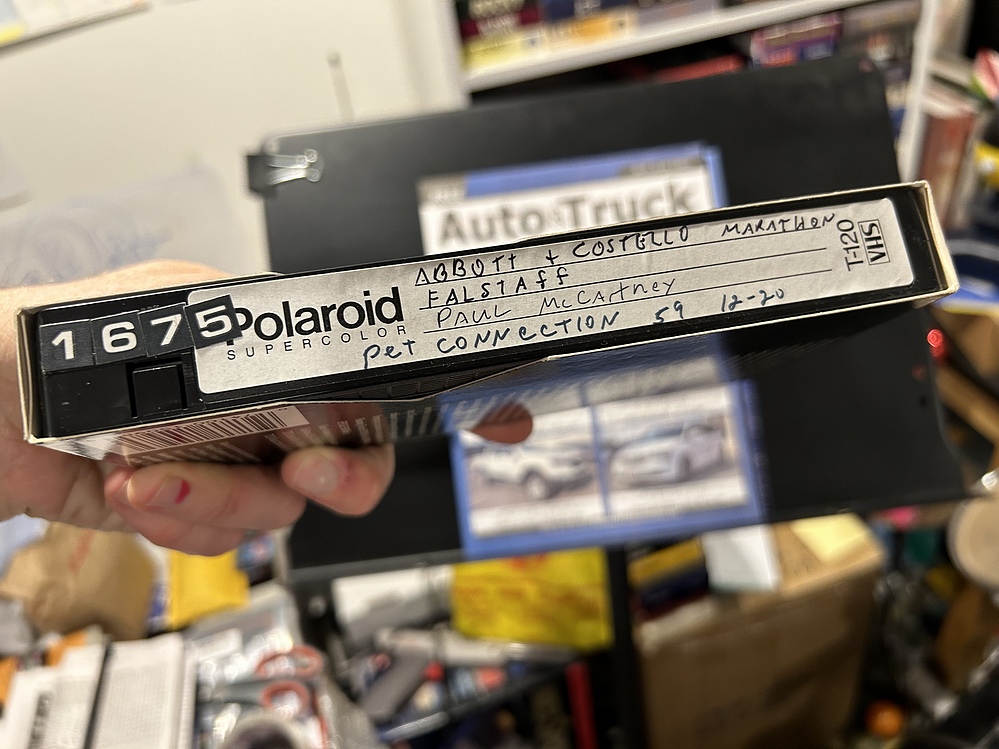 Auto & Truck
1675
Polaroid
SUPERCOLOR
ABBOTT + COSTELLO MARATHON
FALSTAFF
PAUL McCARTNEY
PET CONNECTION 59 12-20
T-120
VHS